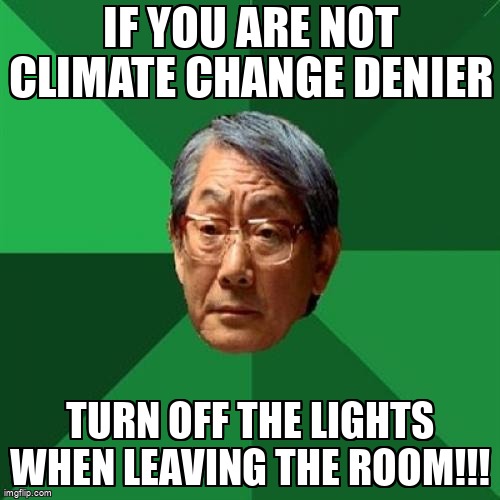 IF YOU ARE NOT
CLIMATE CHANGE DENIER
TURN OFF THE LIGHTS
WHEN LEAVING THE ROOM!!!
imgflip.com